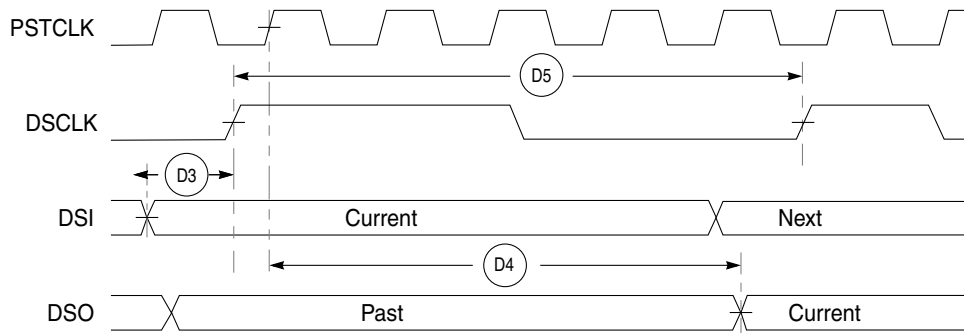 PSTCLK
D5
DSCLK
D3
DSI Current Next
D4
DSO Past Current